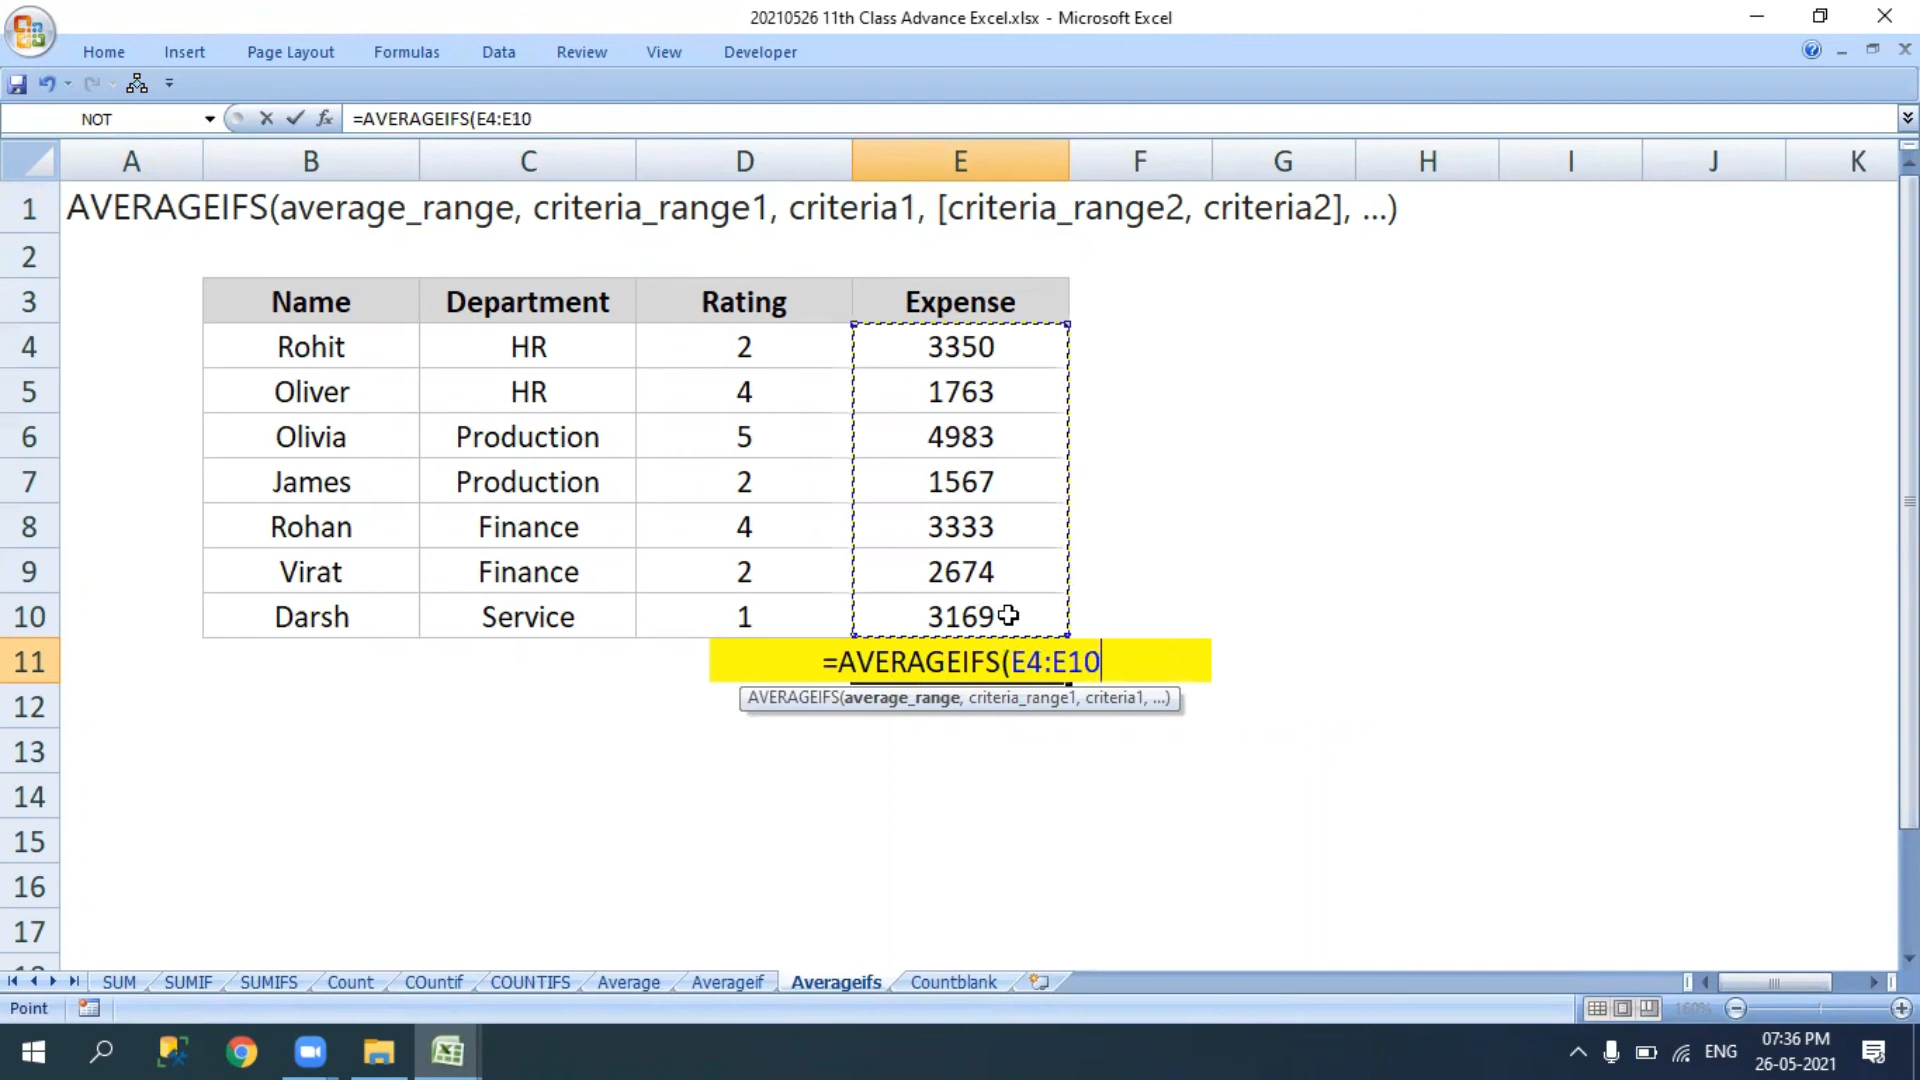 20210526 11th Class Advance Excel.xlsx - Microsoft Excel
Home Insert Page Layout Formulas Data Review View Developer
NOT fx =AVERAGEIFS(E4:E10
A B C D E F G H I J K
1 AVERAGEIFS(average_range, criteria_range1, criteria1, [criteria_range2, criteria2], ...)
2
3 Name Department Rating Expense
4 Rohit HR 2 3350
5 Oliver HR 4 1763
6 Olivia Production 5 4983
7 James Production 2 1567
8 Rohan Finance 4 3333
9 Virat Finance 2 2674
10 Darsh Service 1 3169
11 =AVERAGEIFS(E4:E10
AVERAGEIFS(average_range, criteria_range1, criteria1, ...)
12
13
14
15
16
17
SUM SUMIF SUMIFS Count COuntif COUNTIFS Average Averageif Averageifs Countblank
Point 160%
07:36 PM
ENG
26-05-2021